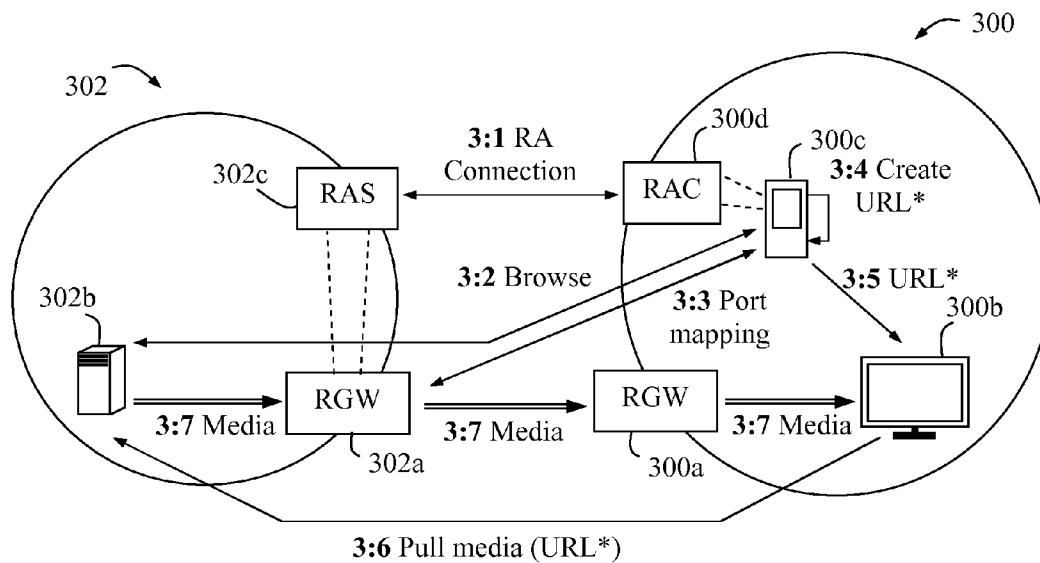 300
302
300d
300c
3:1 RA
Connection
3:4 Create
URL*
302c
RAS
RAC
3:2 Browse
3:5 URL*
3:3 Port
mapping
302b
300b
RGW
RGW
3:7 Media
3:7 Media
3:7 Media
302a
300a
3:6 Pull media (URL*)